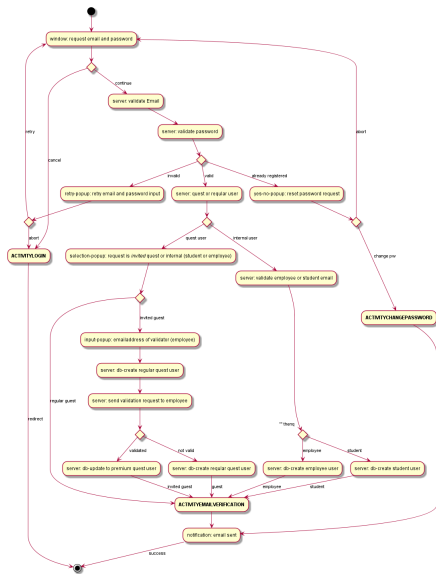 window: request email and password
continue
server: validate Email
server: validate password
retry
cancel
abort
invalid
valid
already registered
retry-popup: retry email and password input
server: guest or regular user
yes-no-popup: reset password request
abort
guest user
internal user
ACTIVITYLOGIN
selection-popup: request is invited guest or internal (student or employee)
change pw
server: validate employee or student email
invited guest
ACTIVITYCHANGEPASSWORD
input-popup: emailaddress of validator (employee)
server: db-create regular guest user
regular guest
server: send validation request to employee
redirect
validated
not valid
employee
student
server: db-update to premium guest user
server: db-create regular guest user
server: db-create employee user
server: db-create student user
invited guest
guest
employee
student
ACTIVITYEMAILVERIFICATION
notification: email sent
success